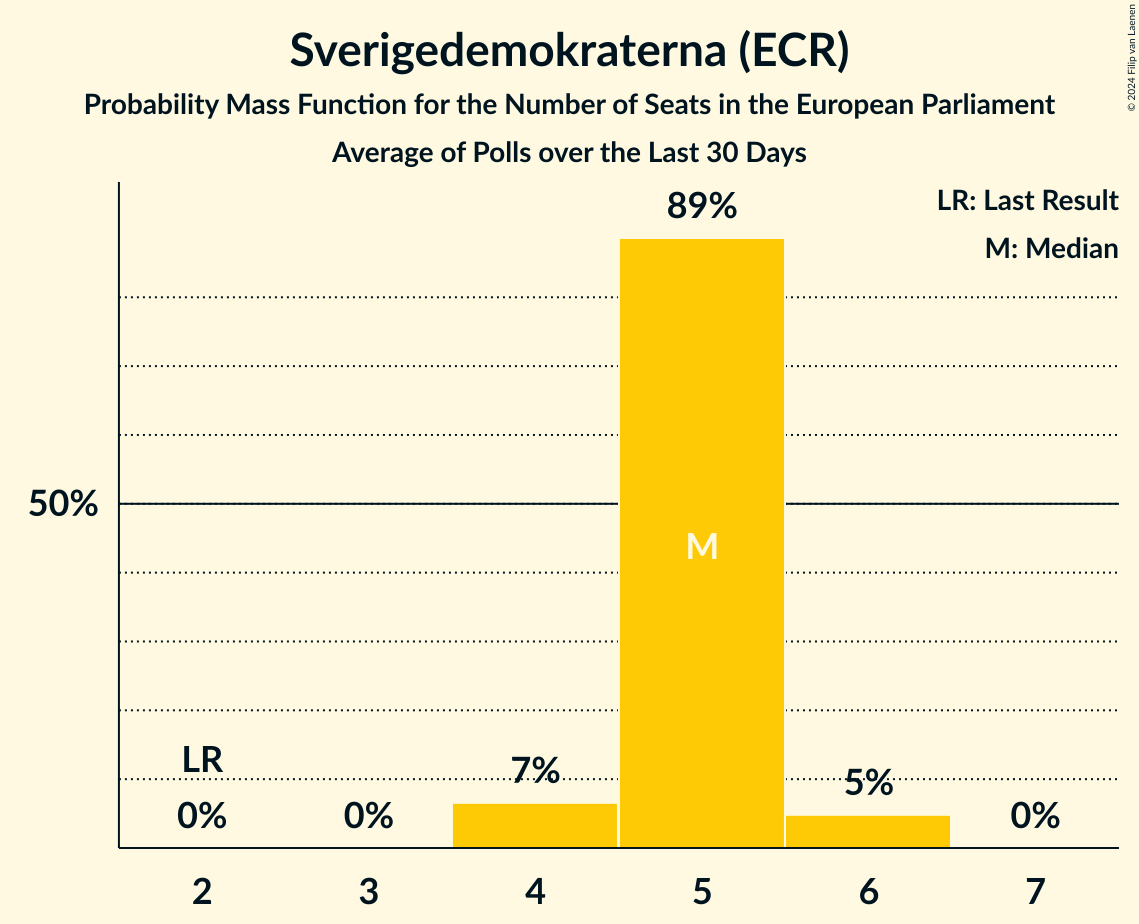 Sverigedemokraterna (ECR)
Probability Mass Function for the Number of Seats in the European Parliament
Average of Polls over the Last 30 Days
© 2024 Filip van Laenen
LR: Last Result
M: Median
89%
50%
M
LR
7%
5%
0%
0%
0%
2 3 4 5 6 7